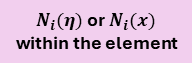 𝑵ᵢ(𝜼) or 𝑵ᵢ(𝒙)
within the element